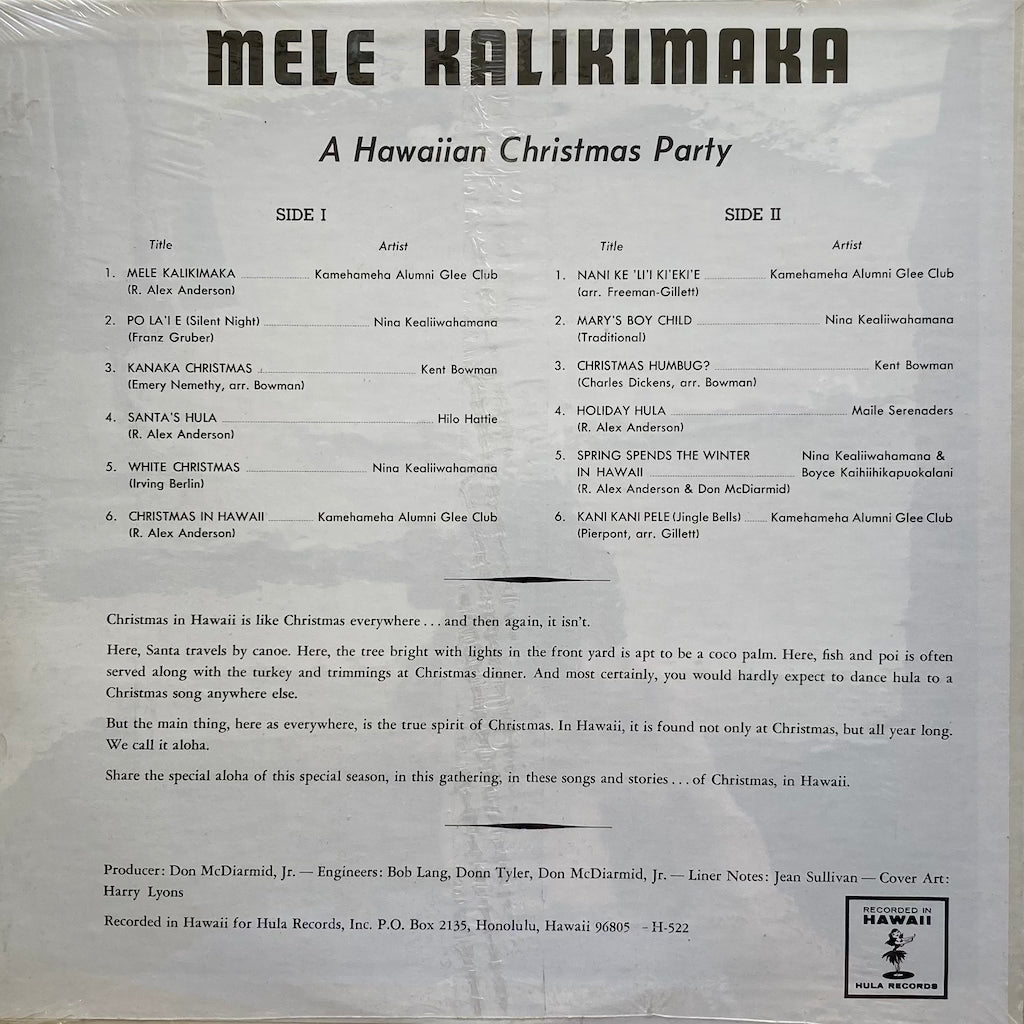 MELE KALIKIMAKA
A Hawaiian Christmas Party
SIDE I
Title Artist
1. MELE KALIKIMAKA ........ Kamehameha Alumni Glee Club
(R. Alex Anderson)
2. PO LA'I E (Silent Night) ........ Nina Kealiiwahamana
(Franz Gruber)
3. KANAKA CHRISTMAS ........ Kent Bowman
(Emery Nemethy, arr. Bowman)
4. SANTA'S HULA ........ Hilo Hattie
(R. Alex Anderson)
5. WHITE CHRISTMAS ........ Nina Kealiiwahamana
(Irving Berlin)
6. CHRISTMAS IN HAWAII ........ Kamehameha Alumni Glee Club
(R. Alex Anderson)
SIDE II
Title Artist
1. NANI KE 'LI'I KI'EKI'E ........ Kamehameha Alumni Glee Club
(arr. Freeman-Gillett)
2. MARY'S BOY CHILD ........ Nina Kealiiwahamana
(Traditional)
3. CHRISTMAS HUMBUG? ........ Kent Bowman
(Charles Dickens, arr. Bowman)
4. HOLIDAY HULA ........ Maile Serenaders
(R. Alex Anderson)
5. SPRING SPENDS THE WINTER Nina Kealiiwahamana &
IN HAWAII ........ Boyce Kaihiihikapuokalani
(R. Alex Anderson & Don McDiarmid)
6. KANI KANI PELE (Jingle Bells) ........ Kamehameha Alumni Glee Club
(Pierpont, arr. Gillett)
Christmas in Hawaii is like Christmas everywhere . . . and then again, it isn't.
Here, Santa travels by canoe. Here, the tree bright with lights in the front yard is apt to be a coco palm. Here, fish and poi is often
served along with the turkey and trimmings at Christmas dinner. And most certainly, you would hardly expect to dance hula to a
Christmas song anywhere else.
But the main thing, here as everywhere, is the true spirit of Christmas. In Hawaii, it is found not only at Christmas, but all year long.
We call it aloha.
Share the special aloha of this special season, in this gathering, in these songs and stories . . . of Christmas, in Hawaii.
Producer: Don McDiarmid, Jr. — Engineers: Bob Lang, Donn Tyler, Don McDiarmid, Jr. — Liner Notes: Jean Sullivan — Cover Art:
Harry Lyons
Recorded in Hawaii for Hula Records, Inc. P.O. Box 2135, Honolulu, Hawaii 96805 - H-522
RECORDED IN
HAWAII
HULA RECORDS